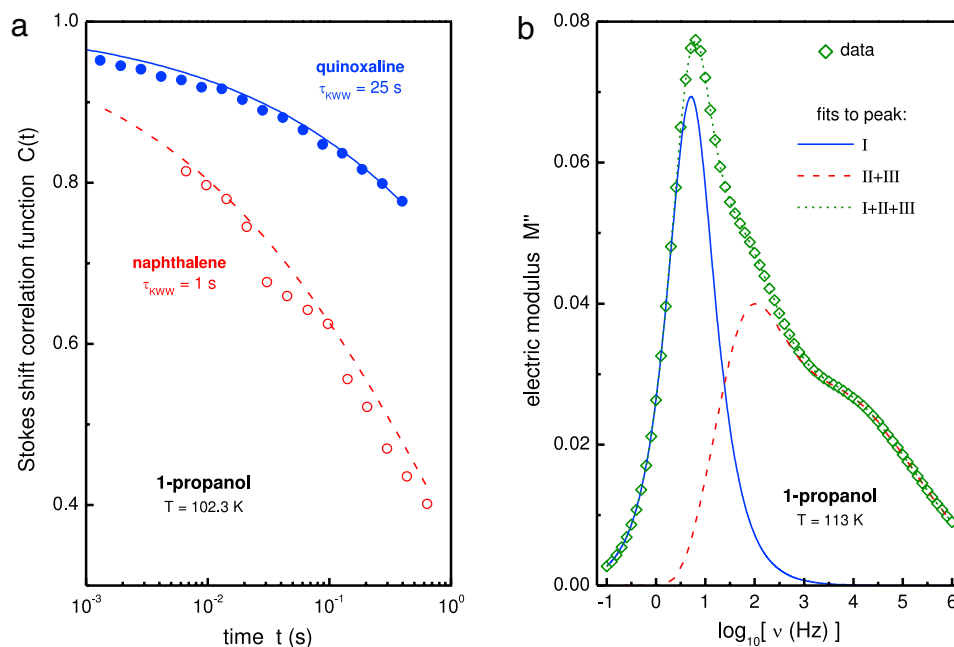 a
Stokes shift correlation function C(t)
1.0
0.8
0.6
0.4
quinoxaline
τKWW = 25 s
naphthalene
τKWW = 1 s
1-propanol
T = 102.3 K
10⁻³
10⁻²
10⁻¹
10⁰
time t (s)
b
electric modulus M"
0.08
0.06
0.04
0.02
0.00
data
fits to peak:
I
II+III
I+II+III
1-propanol
T = 113 K
-1 0 1 2 3 4 5 6
log₁₀[ ν (Hz) ]